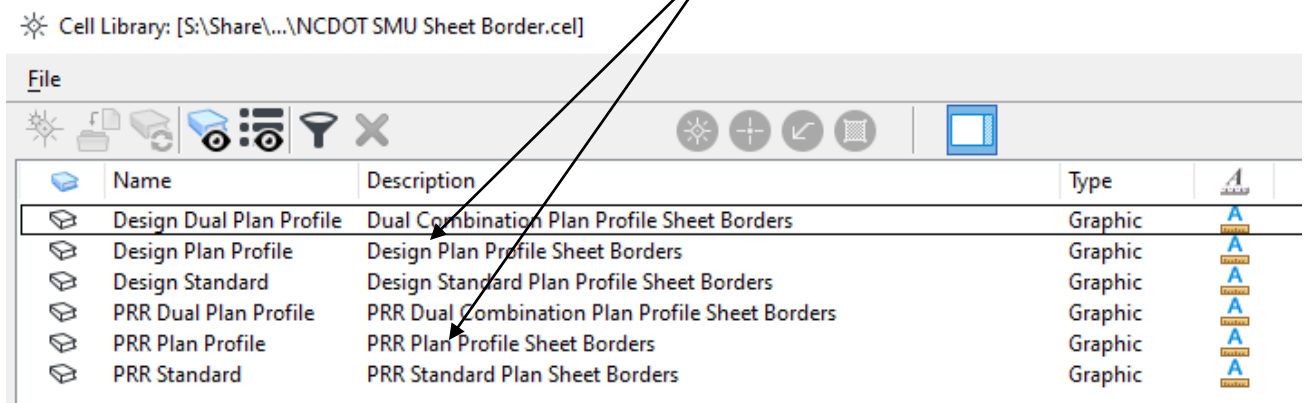 Cell Library: [S:\Share\...\NCDOT SMU Sheet Border.cel]
File
Name Description Type
Design Dual Plan Profile Dual Combination Plan Profile Sheet Borders Graphic
Design Plan Profile Design Plan Profile Sheet Borders Graphic
Design Standard Design Standard Plan Profile Sheet Borders Graphic
PRR Dual Plan Profile PRR Dual Combination Plan Profile Sheet Borders Graphic
PRR Plan Profile PRR Plan Profile Sheet Borders Graphic
PRR Standard PRR Standard Plan Sheet Borders Graphic